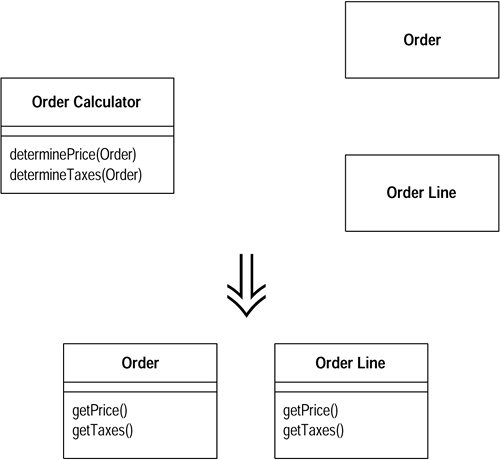 Order
Order Calculator
determinePrice(Order)
determineTaxes(Order)
Order Line
Order
getPrice()
getTaxes()
Order Line
getPrice()
getTaxes()